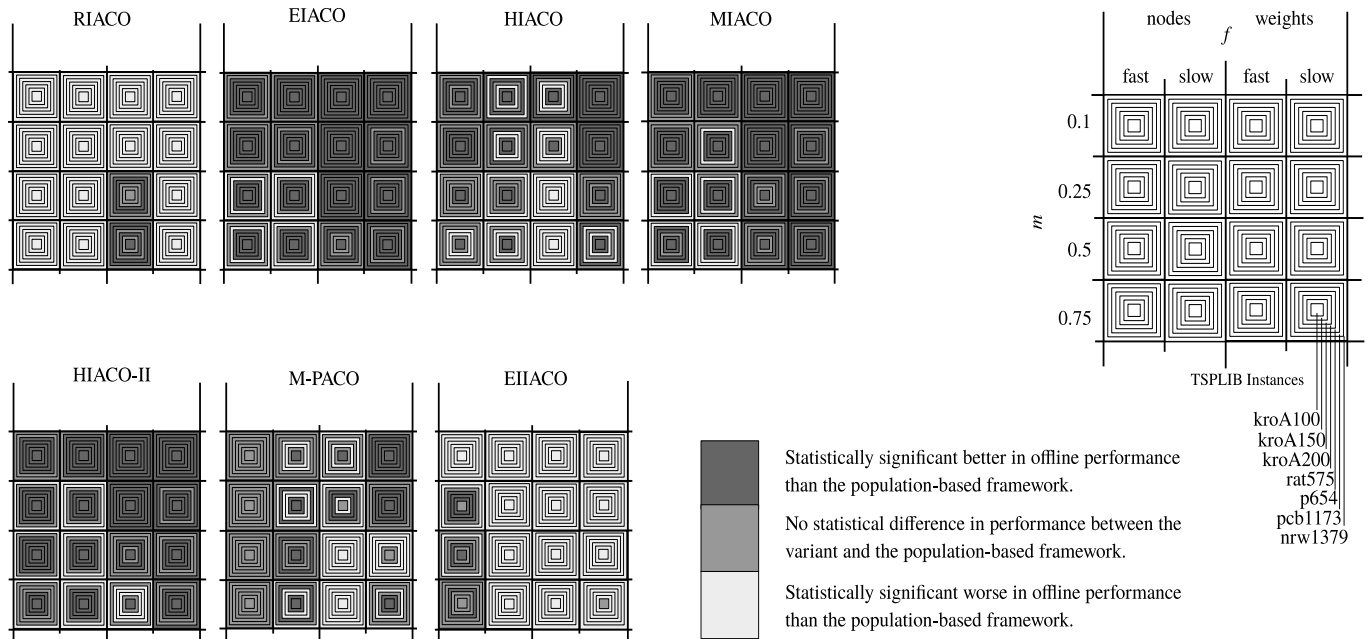 RIACO
EIACO
HIACO
MIACO
nodes
weights
f
fast
slow
fast
slow
0.1
0.25
m
0.5
0.75
HIACO-II
M-PACO
EIIACO
TSPLIB Instances
kroA100
kroA150
kroA200
rat575
p654
pcb1173
nrw1379
Statistically significant better in offline performance
than the population-based framework.
No statistical difference in performance between the
variant and the population-based framework.
Statistically significant worse in offline performance
than the population-based framework.